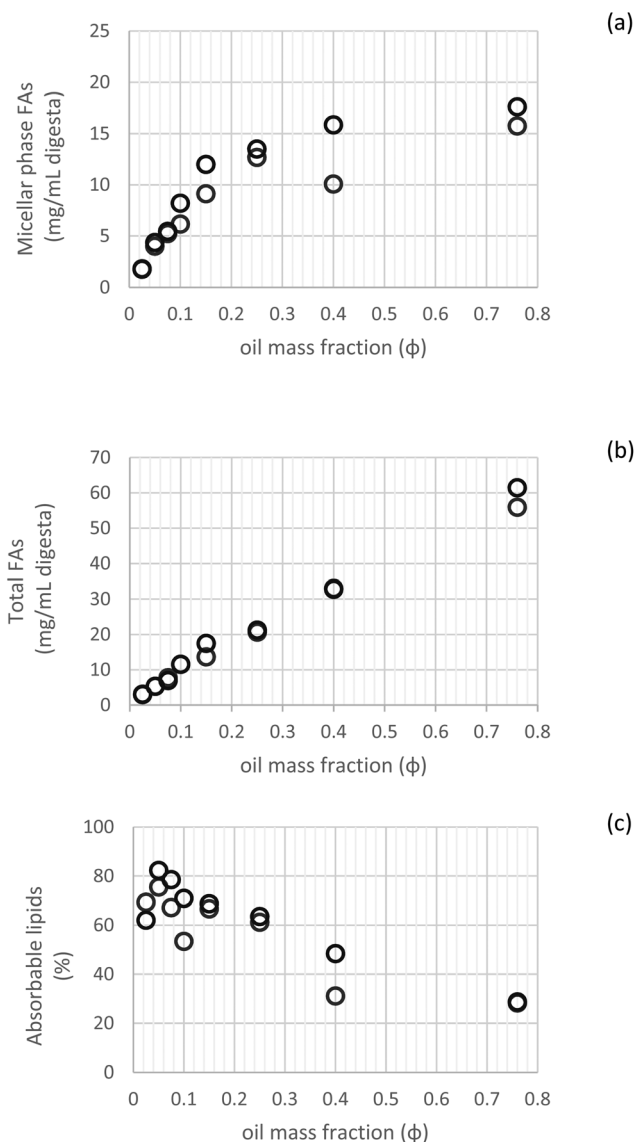 (a)
Micellar phase FAs
(mg/mL digesta)
25
20
15
10
5
0
0 0.1 0.2 0.3 0.4 0.5 0.6 0.7 0.8
oil mass fraction (ϕ)
(b)
Total FAs
(mg/mL digesta)
70
60
50
40
30
20
10
0
0 0.1 0.2 0.3 0.4 0.5 0.6 0.7 0.8
oil mass fraction (ϕ)
(c)
Absorbable lipids
(%)
100
80
60
40
20
0
0 0.1 0.2 0.3 0.4 0.5 0.6 0.7 0.8
oil mass fraction (ϕ)